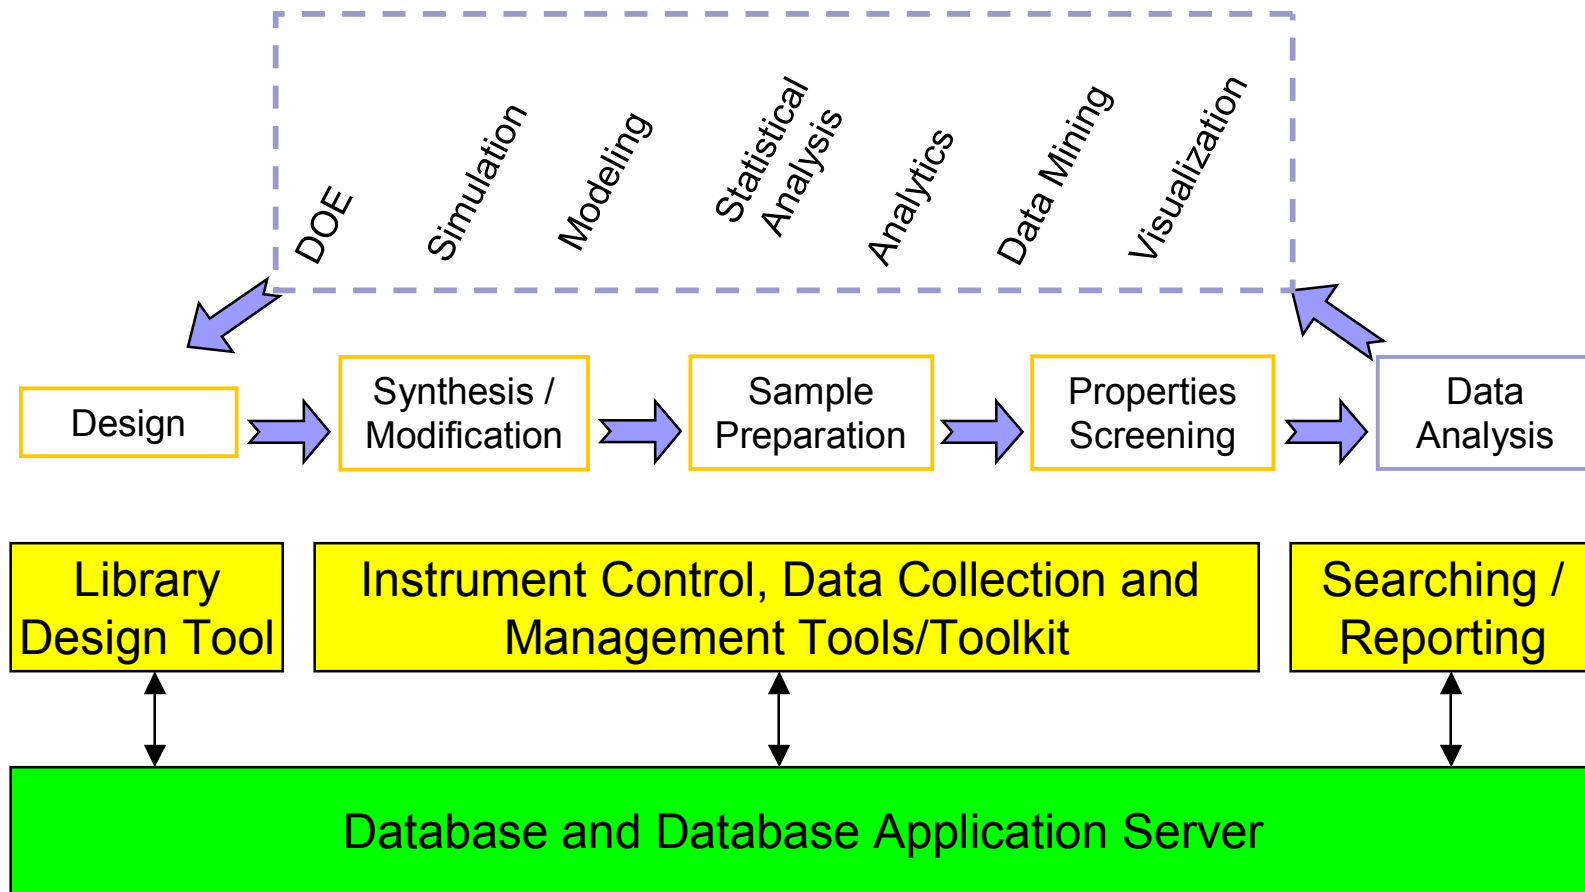 DOE
Simulation
Modeling
Statistical
Analysis
Analytics
Data Mining
Visualization
Design
Synthesis /
Modification
Sample
Preparation
Properties
Screening
Data
Analysis
Library
Design Tool
Instrument Control, Data Collection and
Management Tools/Toolkit
Searching /
Reporting
Database and Database Application Server